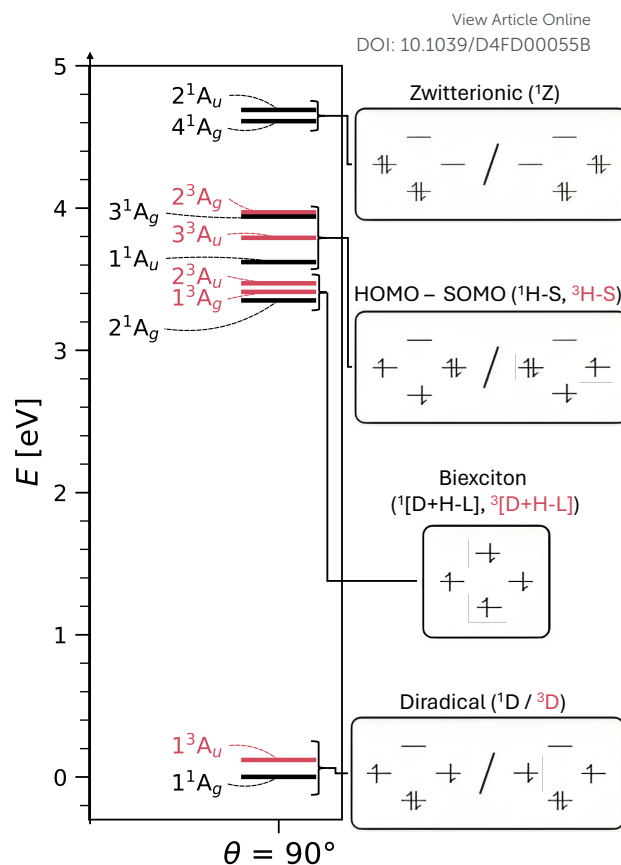 View Article Online
DOI: 10.1039/D4FD00055B
5
4
3
2
1
0
E [eV]
θ = 90°
2¹Aᵤ
4¹A_g
2³A_g
3¹A_g
3³Aᵤ
1¹Aᵤ
2³Aᵤ
1³A_g
2¹A_g
1³Aᵤ
1¹A_g
Zwitterionic (¹Z)
/
HOMO – SOMO (¹H-S, ³H-S)
/
Biexciton
(¹[D+H-L], ³[D+H-L])
Diradical (¹D / ³D)
/